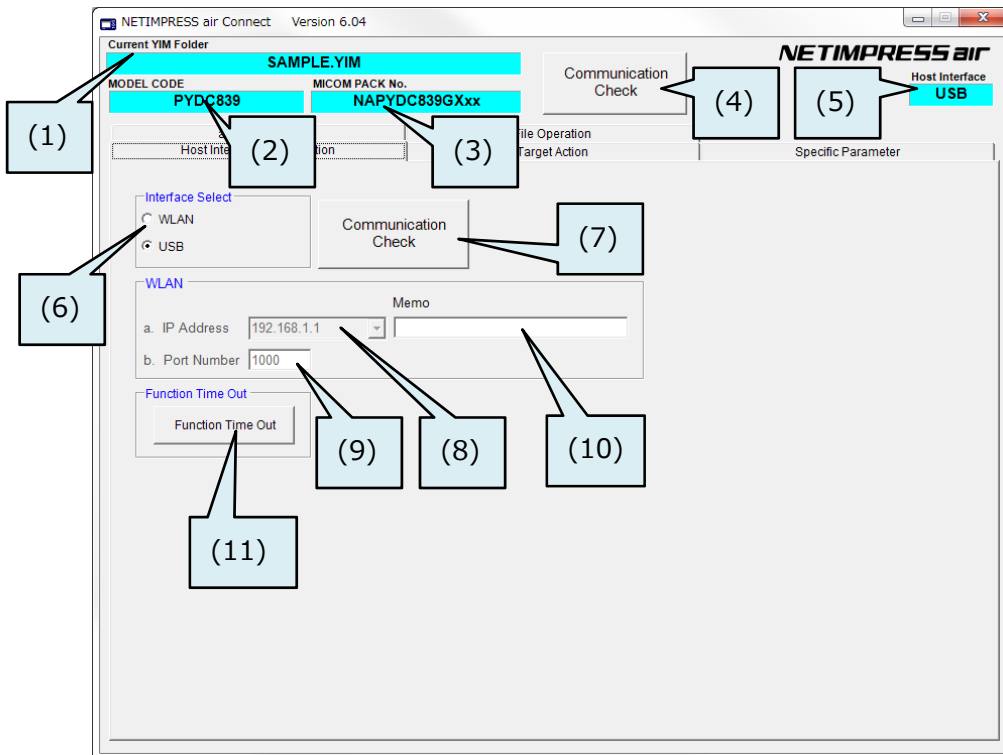 NETIMPRESS air Connect Version 6.04
Current YIM Folder
SAMPLE.YIM
NETIMPRESS air
MODEL CODE
MICOM PACK No.
Communication
Check
Host Interface
PYDC839
NAPYDC839GXxx
USB
(1)
(2)
(3)
(4)
(5)
File Operation
Host
Target Action
Specific Parameter
Interface Select
WLAN
USB
Communication
Check
(6)
(7)
WLAN
Memo
a. IP Address 192.168.1.1
b. Port Number 1000
Function Time Out
Function Time Out
(9)
(8)
(10)
(11)